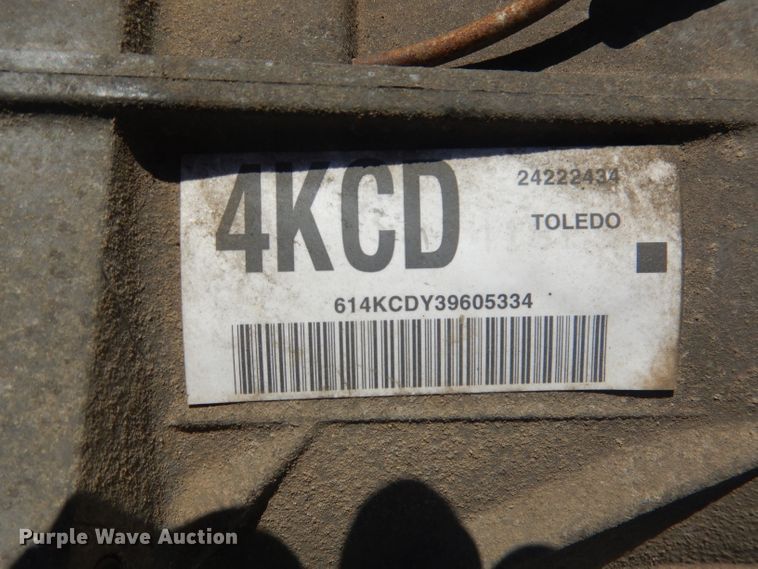 4KCD
24222434
TOLEDO
614KCDY39605334
Purple Wave Auction®